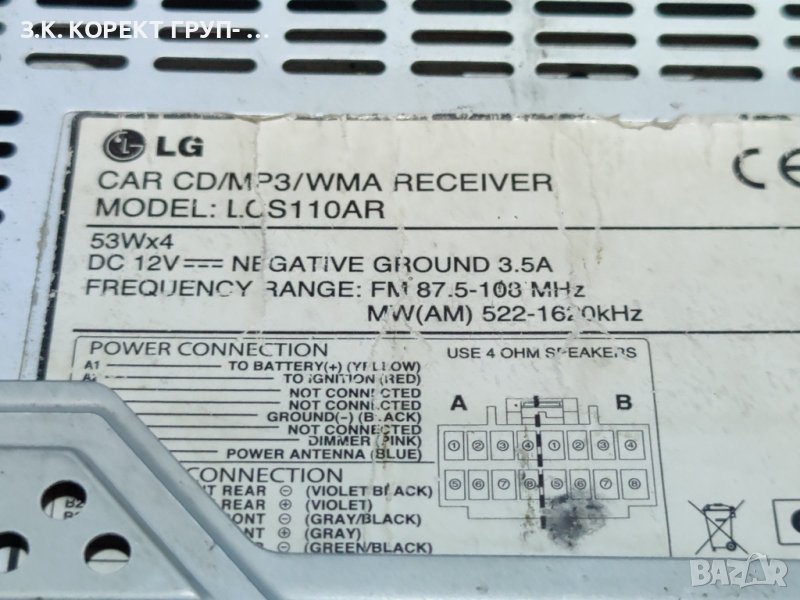 З.К. КОРЕКТ ГРУП- ...
LG
CAR CD/MP3/WMA RECEIVER
MODEL: LCS110AR
CE
53Wx4
DC 12V NEGATIVE GROUND 3.5A
FREQUENCY RANGE: FM 87.5-108 MHz
MW(AM) 522-1620kHz
POWER CONNECTION
A1 TO BATTERY(+) (YELLOW)
TO IGNITION (RED)
NOT CONNECTED
NOT CONNECTED
GROUND(-) (BLACK)
NOT CONNECTED
DIMMER (PINK)
POWER ANTENNA (BLUE)
USE 4 OHM SPEAKERS
A B
① ② ③ ④ ① ② ③ ④
⑤ ⑥ ⑦ ⑧ ⑤ ⑥ ⑦ ⑧
CONNECTION
REAR ⊖ (VIOLET BLACK)
REAR ⊕ (VIOLET)
⊖ (GRAY/BLACK)
⊕ (GRAY)
⊖ (GREEN/BLACK)
BAZAR